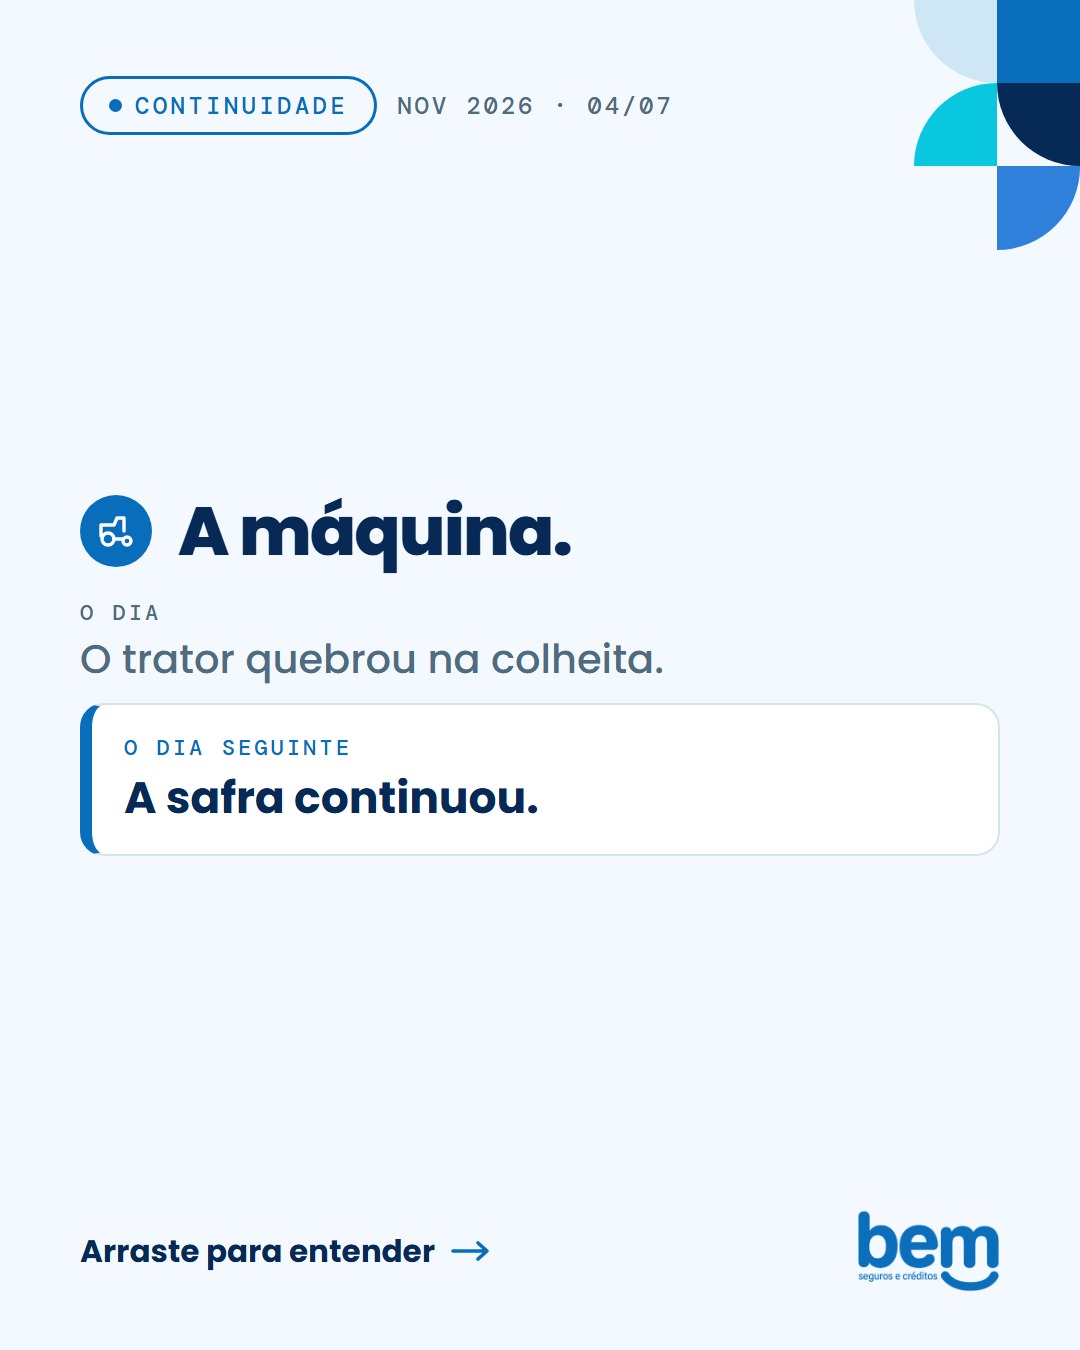 CONTINUIDADE
NOV 2026 · 04/07
A máquina.
O DIA
O trator quebrou na colheita.
O DIA SEGUINTE
A safra continuou.
Arraste para entender →
bem
seguros e créditos